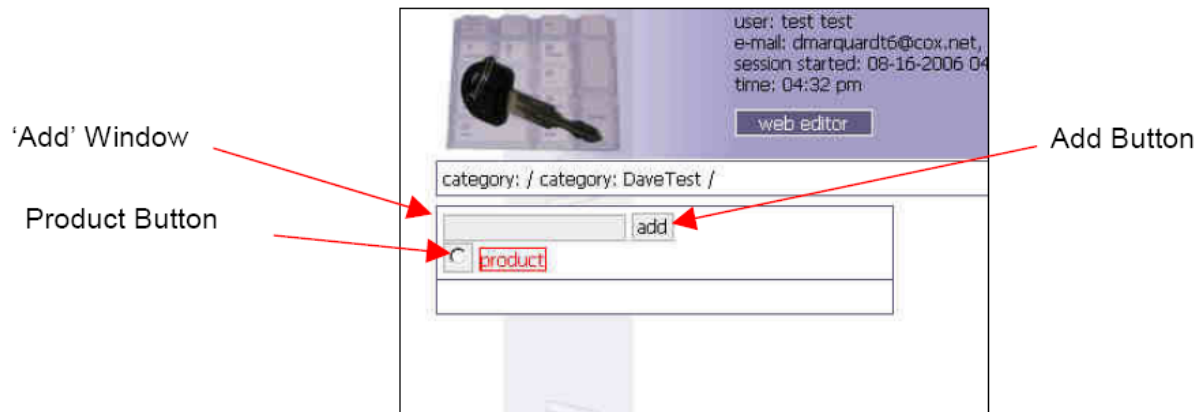 user: test test
e-mail: dmarquardt6@cox.net,
session started: 08-16-2006 04
time: 04:32 pm
web editor
'Add' Window
Add Button
category: / category: DaveTest /
Product Button
add
product